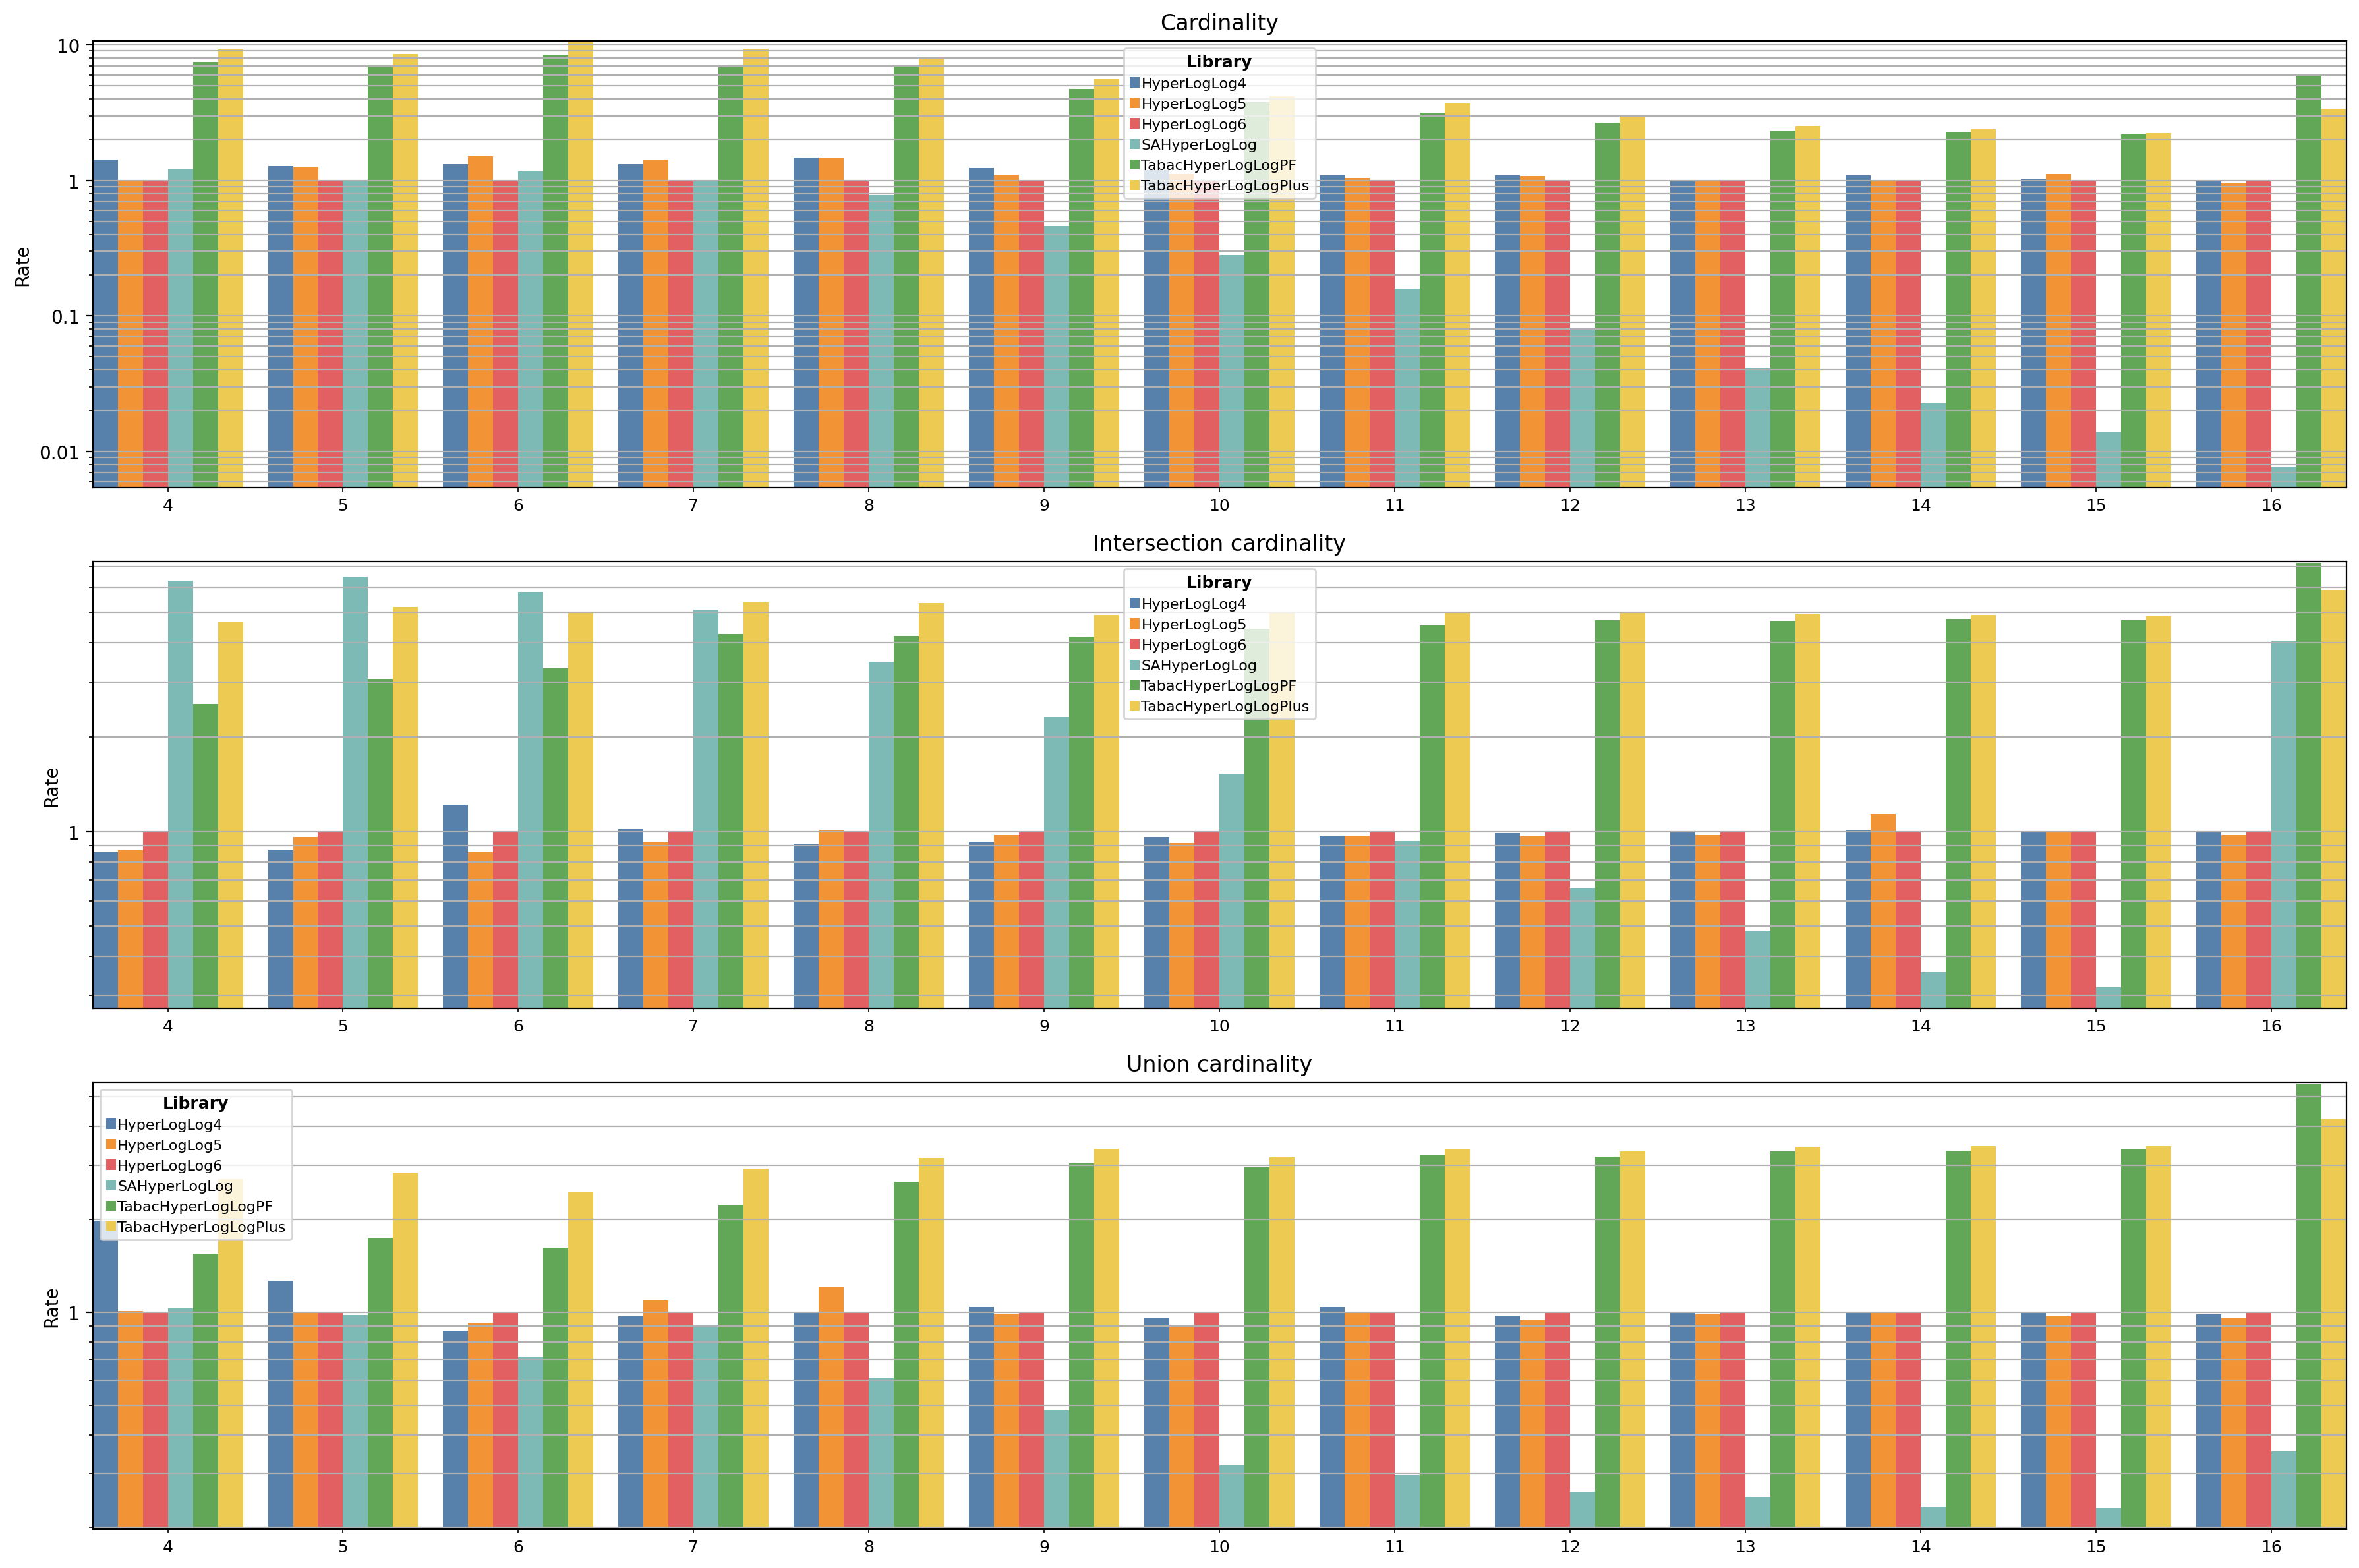 Cardinality
Rate
10
1
0.1
0.01
Library
HyperLogLog4
HyperLogLog5
HyperLogLog6
SAHyperLogLog
TabacHyperLogLogPF
TabacHyperLogLogPlus
4 5 6 7 8 9 10 11 12 13 14 15 16
Intersection cardinality
Rate
1
Library
HyperLogLog4
HyperLogLog5
HyperLogLog6
SAHyperLogLog
TabacHyperLogLogPF
TabacHyperLogLogPlus
4 5 6 7 8 9 10 11 12 13 14 15 16
Union cardinality
Rate
1
Library
HyperLogLog4
HyperLogLog5
HyperLogLog6
SAHyperLogLog
TabacHyperLogLogPF
TabacHyperLogLogPlus
4 5 6 7 8 9 10 11 12 13 14 15 16